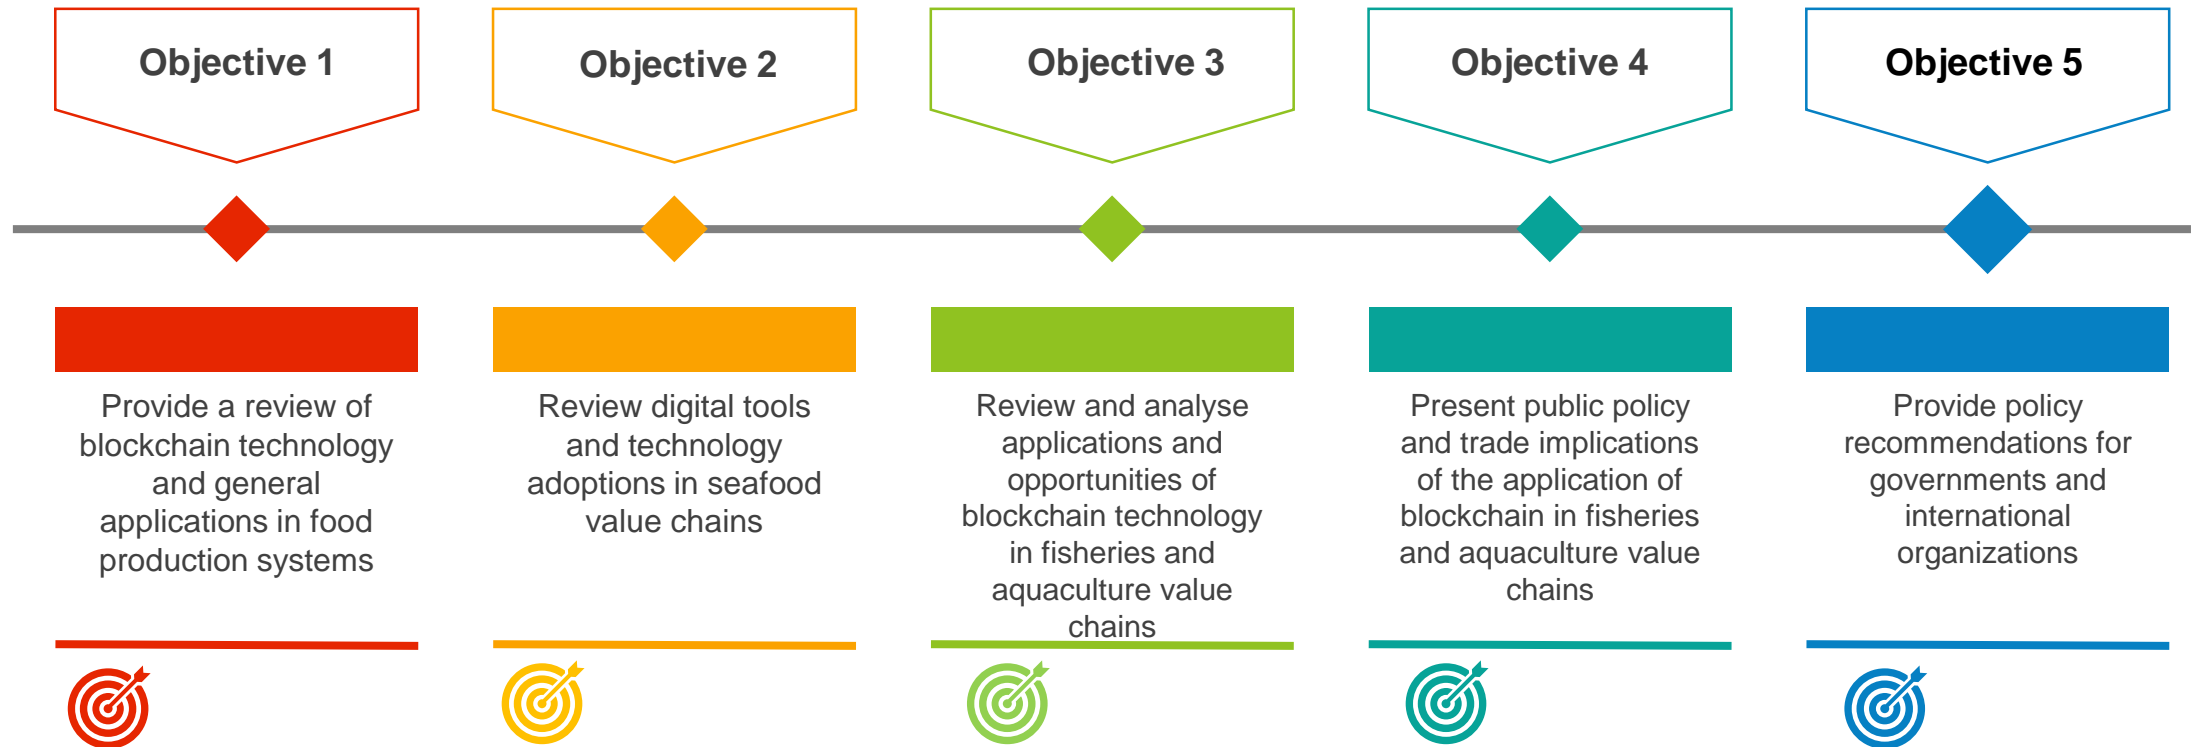 Objective 1
Objective 2
Objective 3
Objective 4
Objective 5
Provide a review of
blockchain technology
and general
applications in food
production systems
Review digital tools
and technology
adoptions in seafood
value chains
Review and analyse
applications and
opportunities of
blockchain technology
in fisheries and
aquaculture value
chains
Present public policy
and trade implications
of the application of
blockchain in fisheries
and aquaculture value
chains
Provide policy
recommendations for
governments and
international
organizations